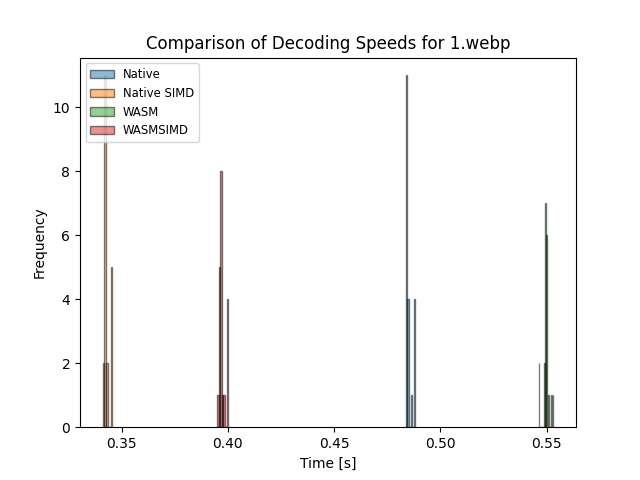 Comparison of Decoding Speeds for 1.webp
Native
Native SIMD
WASM
WASMSIMD
10
8
6
4
2
0
Frequency
0.35
0.40
0.45
0.50
0.55
Time [s]